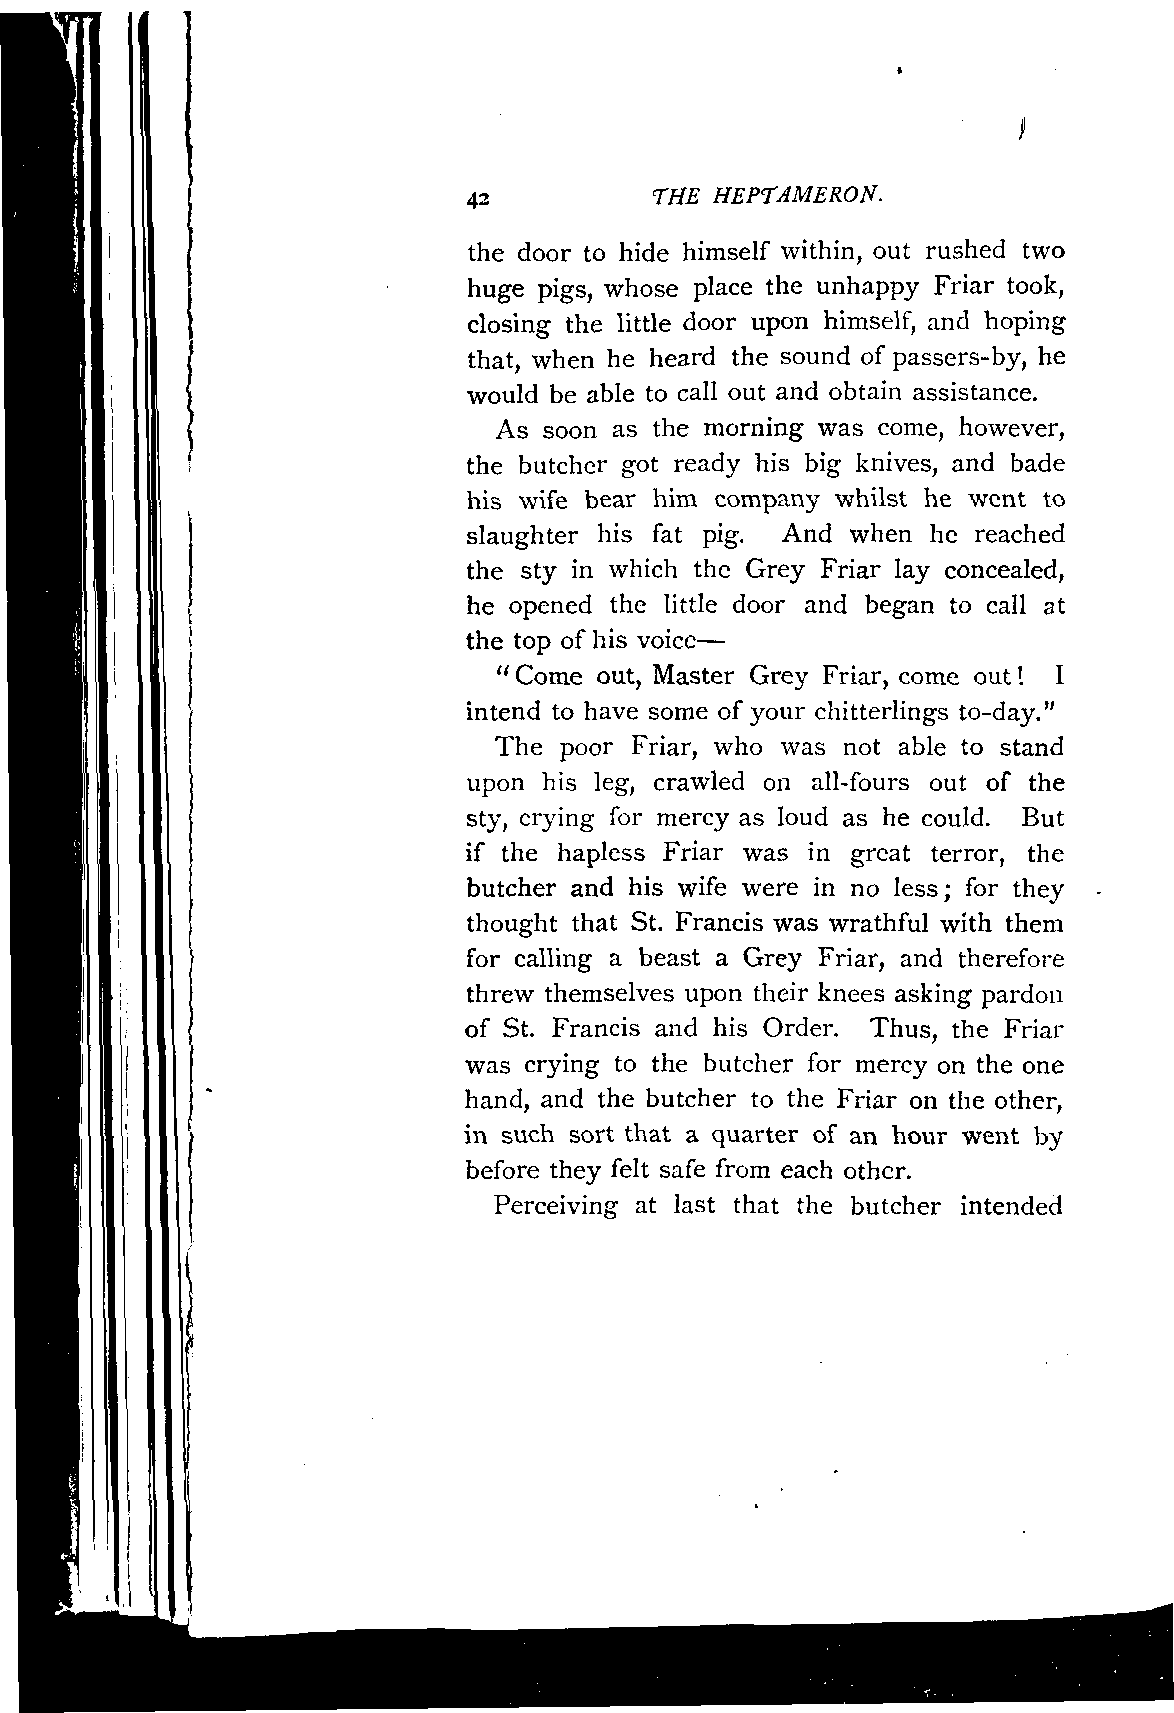 42 THE HEPTAMERON.
the door to hide himself within, out rushed two
huge pigs, whose place the unhappy Friar took,
closing the little door upon himself, and hoping
that, when he heard the sound of passers-by, he
would be able to call out and obtain assistance.
As soon as the morning was come, however,
the butcher got ready his big knives, and bade
his wife bear him company whilst he went to
slaughter his fat pig. And when he reached
the sty in which the Grey Friar lay concealed,
he opened the little door and began to call at
the top of his voice—
"Come out, Master Grey Friar, come out! I
intend to have some of your chitterlings to-day."
The poor Friar, who was not able to stand
upon his leg, crawled on all-fours out of the
sty, crying for mercy as loud as he could. But
if the hapless Friar was in great terror, the
butcher and his wife were in no less; for they
thought that St. Francis was wrathful with them
for calling a beast a Grey Friar, and therefore
threw themselves upon their knees asking pardon
of St. Francis and his Order. Thus, the Friar
was crying to the butcher for mercy on the one
hand, and the butcher to the Friar on the other,
in such sort that a quarter of an hour went by
before they felt safe from each other.
Perceiving at last that the butcher intended